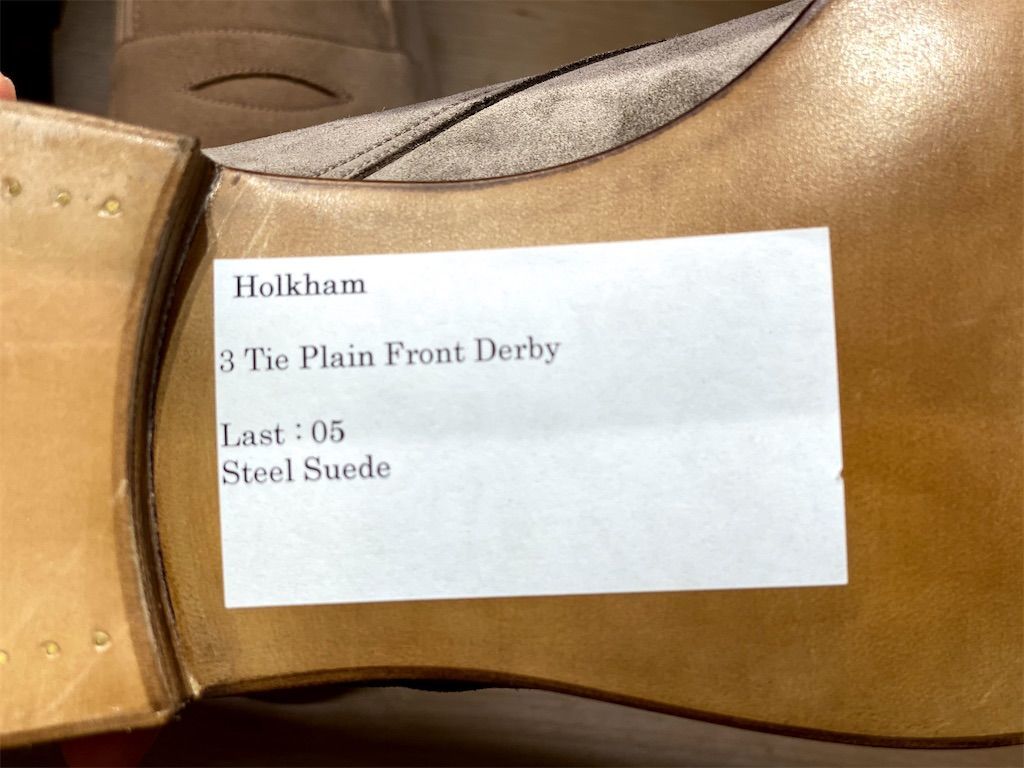 Holkham
3 Tie Plain Front Derby
Last : 05
Steel Suede